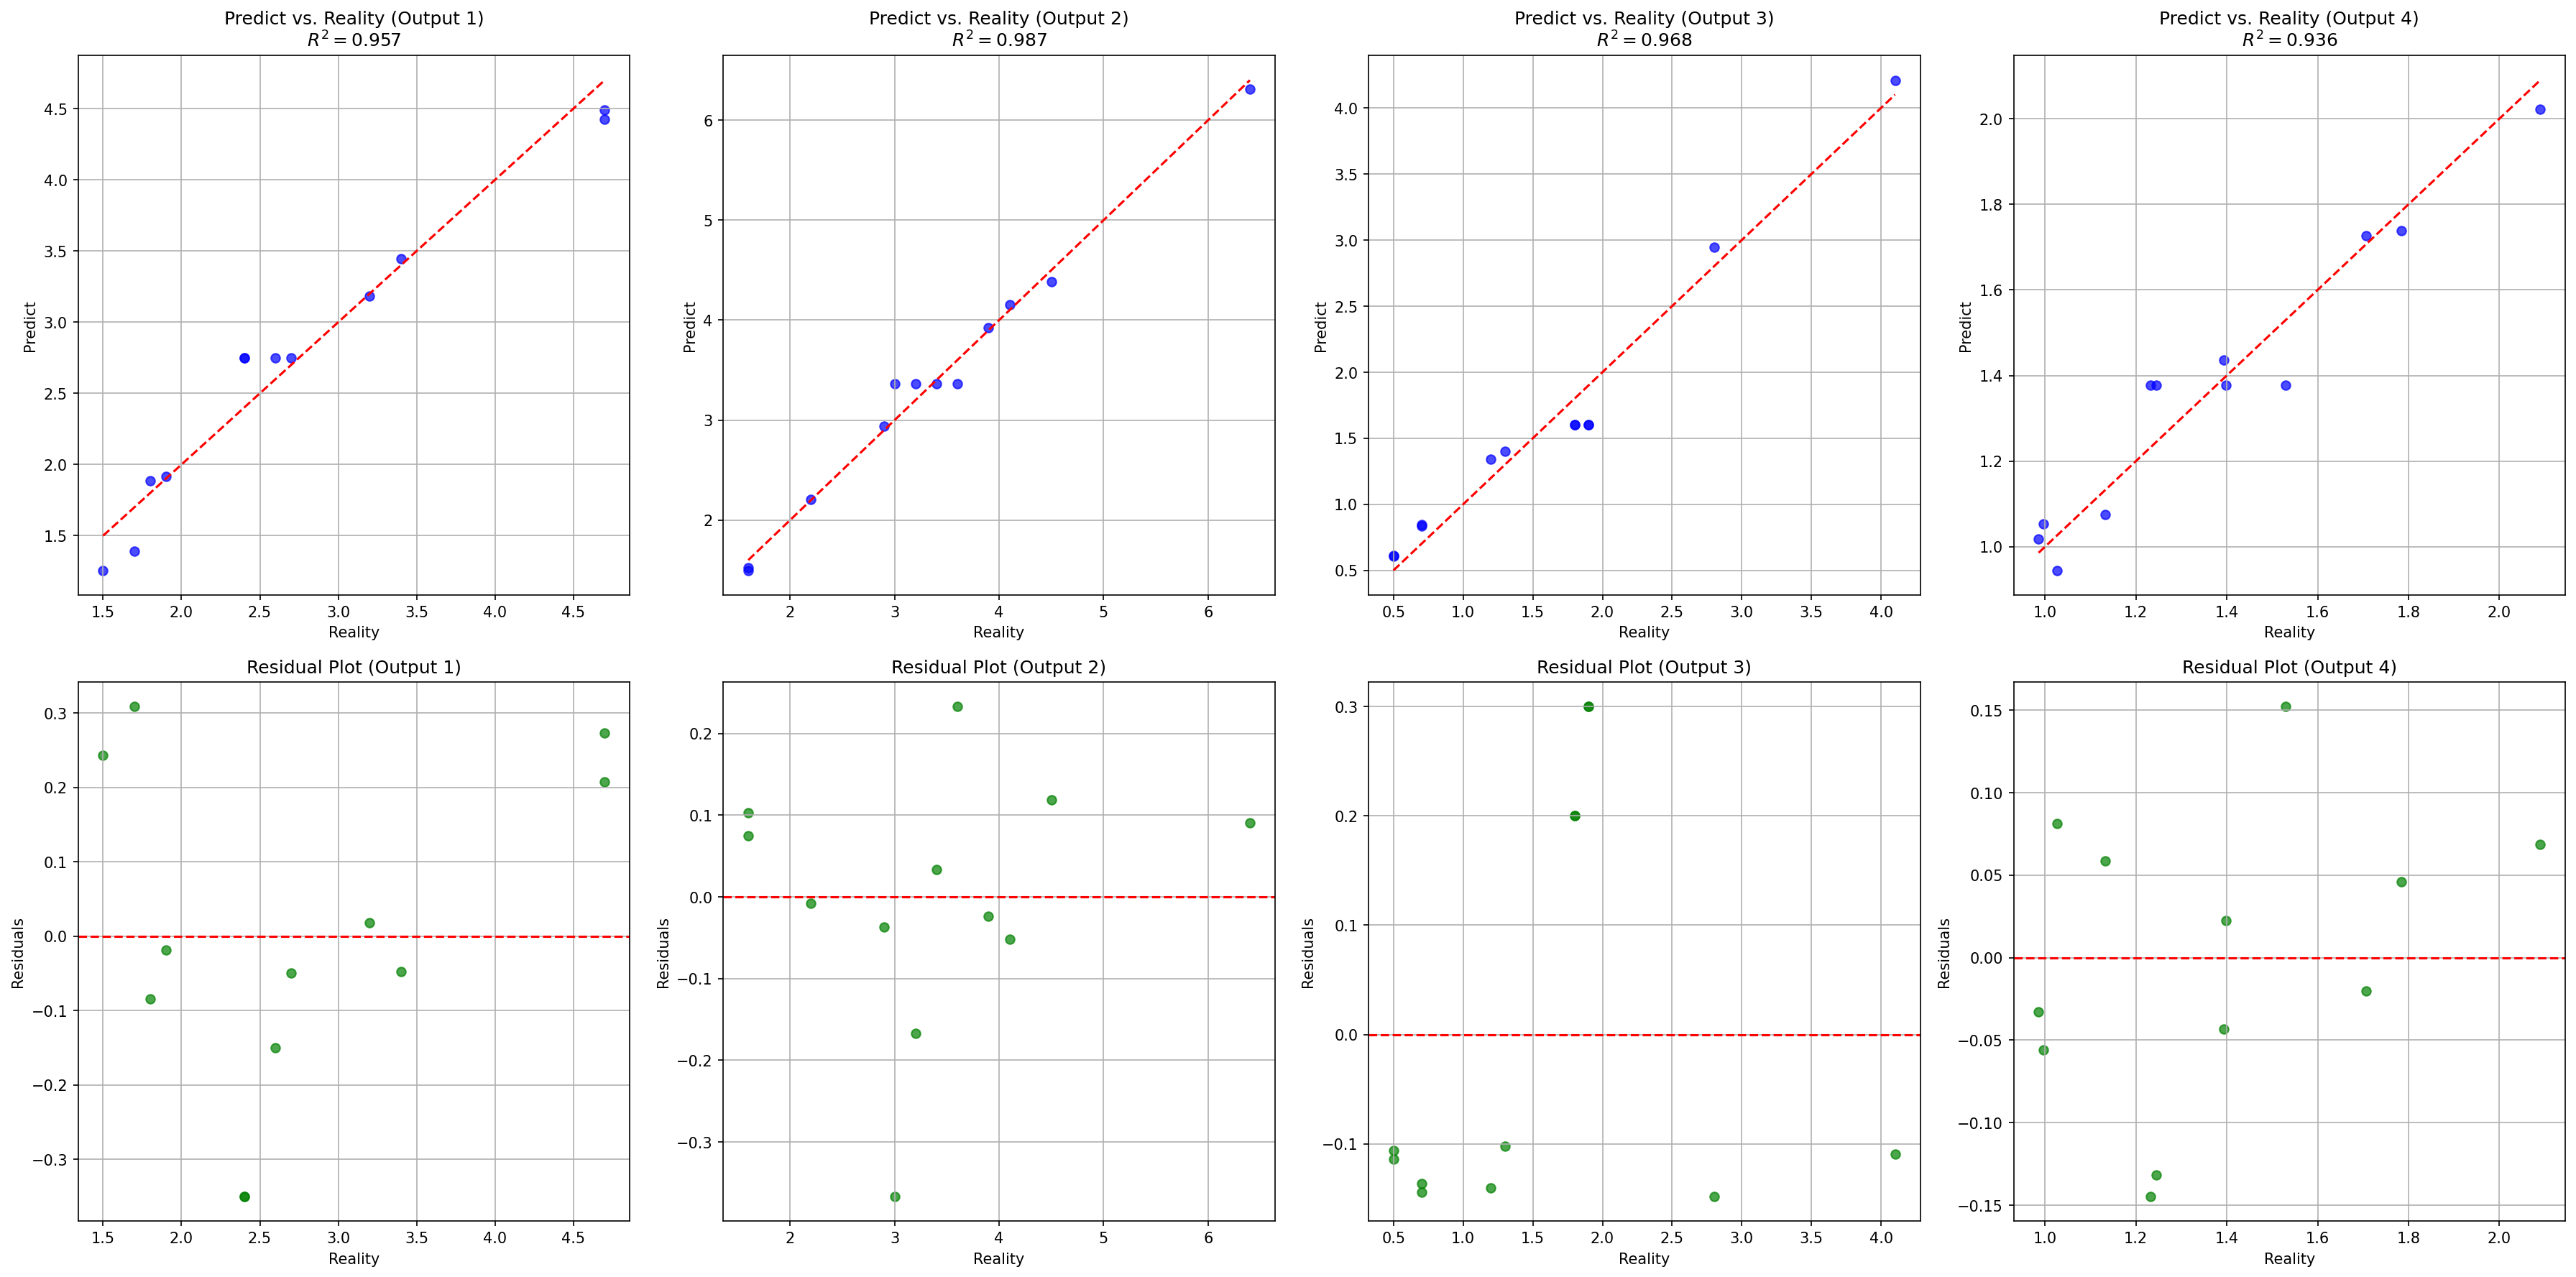 Predict vs. Reality (Output 1)
R² = 0.957
Predict
4.5
4.0
3.5
3.0
2.5
2.0
1.5
1.5 2.0 2.5 3.0 3.5 4.0 4.5
Reality
Predict vs. Reality (Output 2)
R² = 0.987
Predict
6
5
4
3
2
2 3 4 5 6
Reality
Predict vs. Reality (Output 3)
R² = 0.968
Predict
4.0
3.5
3.0
2.5
2.0
1.5
1.0
0.5
0.5 1.0 1.5 2.0 2.5 3.0 3.5 4.0
Reality
Predict vs. Reality (Output 4)
R² = 0.936
Predict
2.0
1.8
1.6
1.4
1.2
1.0
1.0 1.2 1.4 1.6 1.8 2.0
Reality
Residual Plot (Output 1)
Residuals
0.3
0.2
0.1
0.0
−0.1
−0.2
−0.3
1.5 2.0 2.5 3.0 3.5 4.0 4.5
Reality
Residual Plot (Output 2)
Residuals
0.2
0.1
0.0
−0.1
−0.2
−0.3
2 3 4 5 6
Reality
Residual Plot (Output 3)
Residuals
0.3
0.2
0.1
0.0
−0.1
0.5 1.0 1.5 2.0 2.5 3.0 3.5 4.0
Reality
Residual Plot (Output 4)
Residuals
0.15
0.10
0.05
0.00
−0.05
−0.10
−0.15
1.0 1.2 1.4 1.6 1.8 2.0
Reality